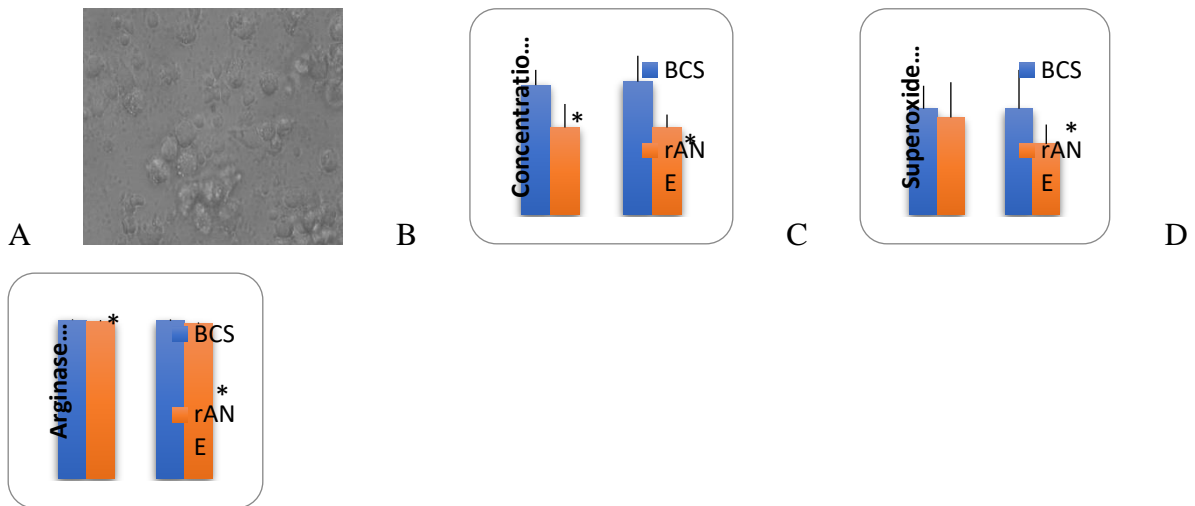 A
B
C
D
Concentratio...
BCS
*
*
rAN
E
Superoxide...
BCS
*
rAN
E
Arginase...
*
BCS
*
rAN
E